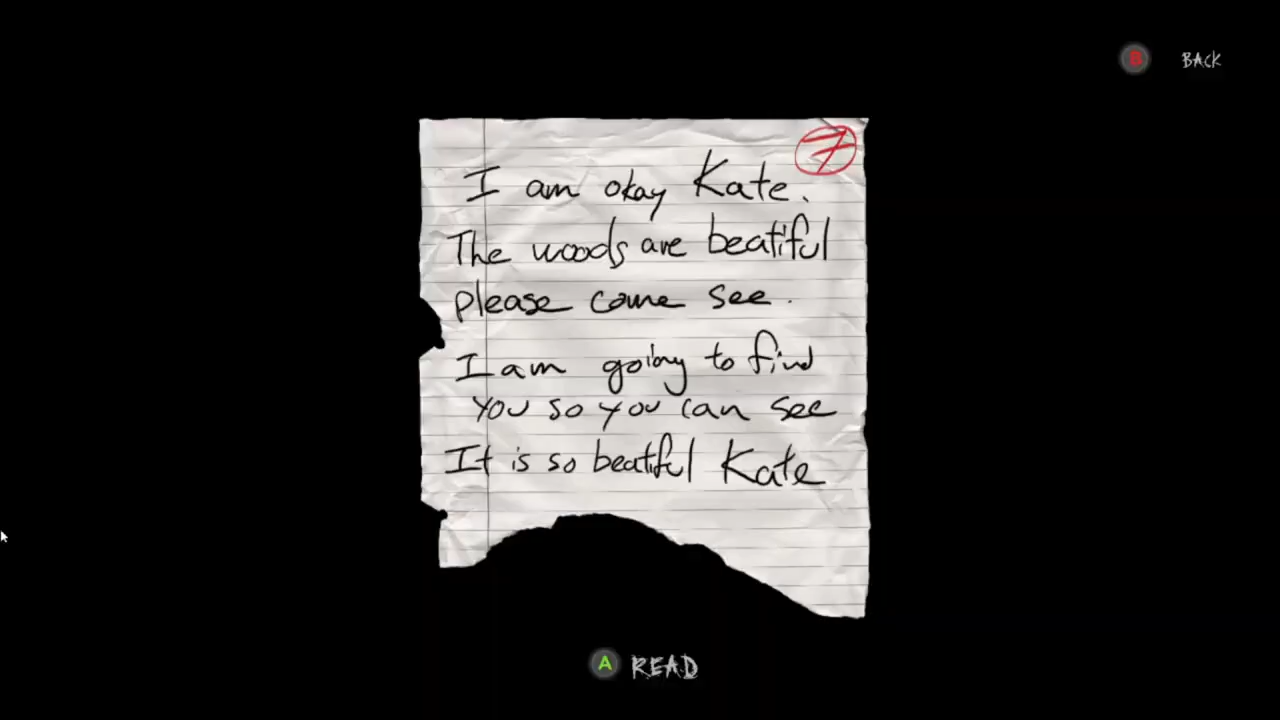 B BACK
7
I am okay Kate.
The woods are beatiful
please come see.
I am going to find
you so you can see
It is so beatiful Kate
A READ